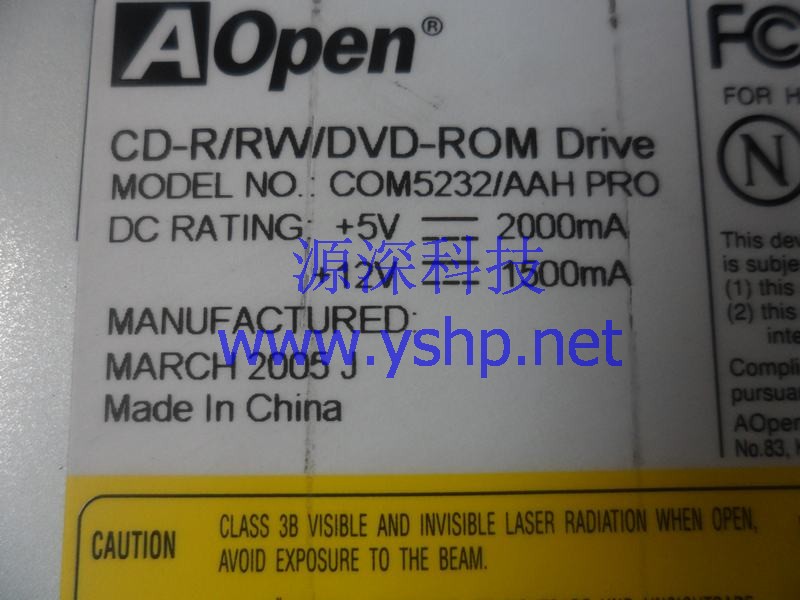 AOpen®
CD-R/RW/DVD-ROM Drive
MODEL NO.: COM5232/AAH PRO
DC RATING: +5V ⎓ 2000mA
+12V ⎓ 1500mA
MANUFACTURED:
MARCH 2005 J
Made In China
源深科技
www.yshp.net
FC
FOR H
N
This dev
is subje
(1) this
(2) this
inte
Compli
pursua
AOpen
No.83,
CAUTION
CLASS 3B VISIBLE AND INVISIBLE LASER RADIATION WHEN OPEN,
AVOID EXPOSURE TO THE BEAM.